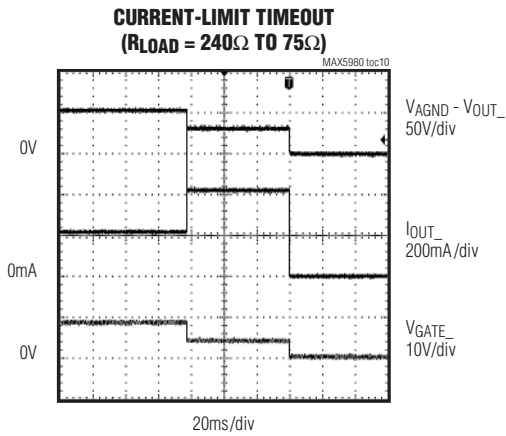 CURRENT-LIMIT TIMEOUT
(RLOAD = 240Ω TO 75Ω)
MAX5980 toc10
T
VAGND - VOUT_
50V/div
0V
IOUT_
200mA/div
0mA
VGATE_
10V/div
0V
20ms/div